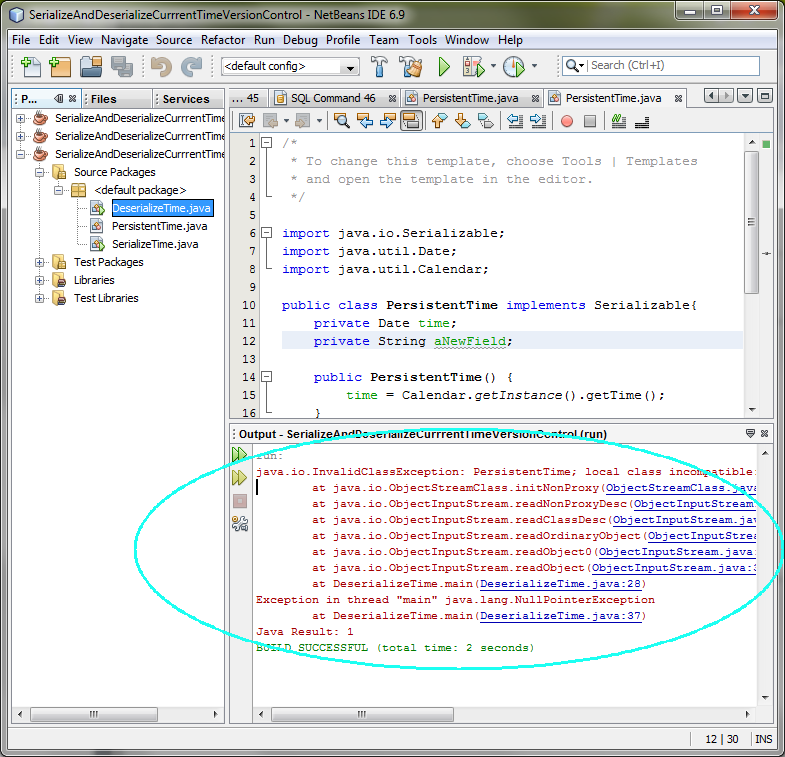 SerializeAndDeserializeCurrrentTimeVersionControl - NetBeans IDE 6.9
File Edit View Navigate Source Refactor Run Debug Profile Team Tools Window Help
<default config>
Search (Ctrl+I)
P...
Files
Services
SerializeAndDeserializeCurrrentTime
SerializeAndDeserializeCurrrentTime
SerializeAndDeserializeCurrrentTime
Source Packages
<default package>
DeserializeTime.java
PersistentTime.java
SerializeTime.java
Test Packages
Libraries
Test Libraries
... 45
SQL Command 46
PersistentTime.java
PersistentTime.java
1 /*
2 * To change this template, choose Tools | Templates
3 * and open the template in the editor.
4 */
5
6 import java.io.Serializable;
7 import java.util.Date;
8 import java.util.Calendar;
9
10 public class PersistentTime implements Serializable{
11 private Date time;
12 private String aNewField;
13
14 public PersistentTime() {
15 time = Calendar.getInstance().getTime();
16 }
Output - SerializeAndDeserializeCurrrentTimeVersionControl (run)
run:
java.io.InvalidClassException: PersistentTime; local class incompatible:
at java.io.ObjectStreamClass.initNonProxy(ObjectStreamClass.java
at java.io.ObjectInputStream.readNonProxyDesc(ObjectInputStream
at java.io.ObjectInputStream.readClassDesc(ObjectInputStream.jav
at java.io.ObjectInputStream.readOrdinaryObject(ObjectInputStrea
at java.io.ObjectInputStream.readObject0(ObjectInputStream.java:
at java.io.ObjectInputStream.readObject(ObjectInputStream.java:3
at DeserializeTime.main(DeserializeTime.java:28)
Exception in thread "main" java.lang.NullPointerException
at DeserializeTime.main(DeserializeTime.java:37)
Java Result: 1
BUILD SUCCESSFUL (total time: 2 seconds)
12 | 30 INS